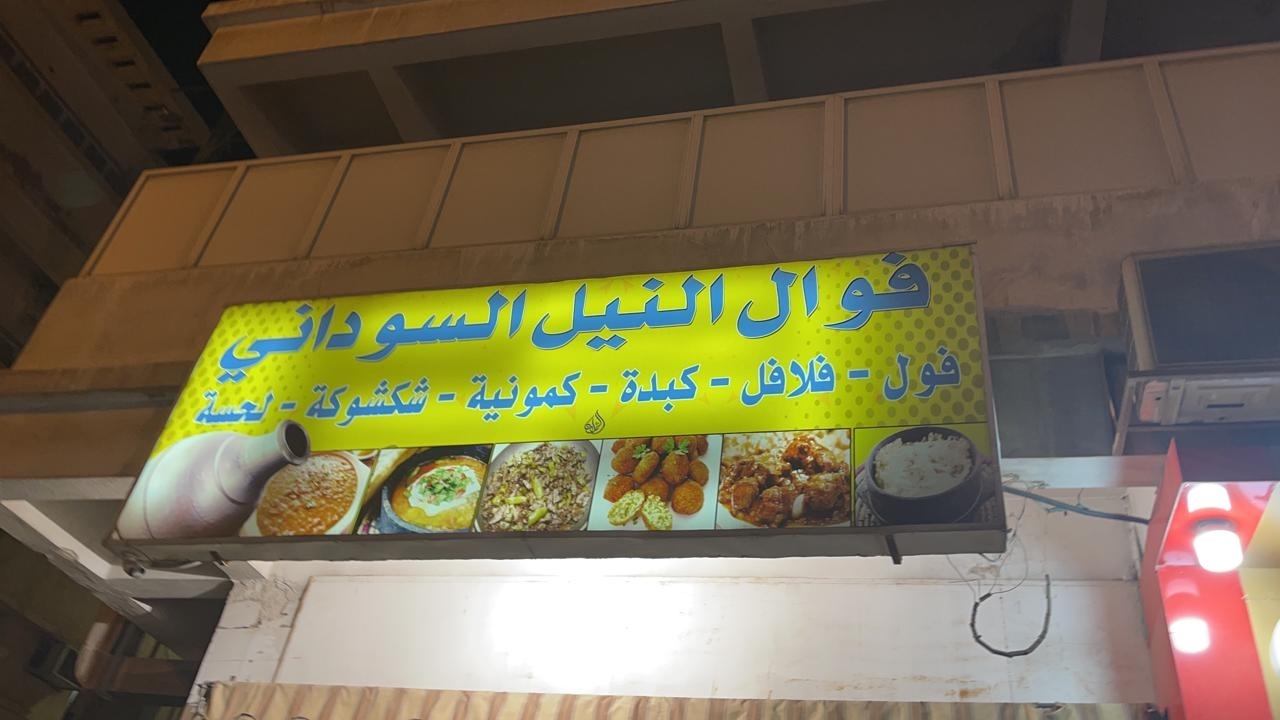 فوال النيل السوداني
فول - فلافل - كبدة - كمونية - شكشوكة - لحسة